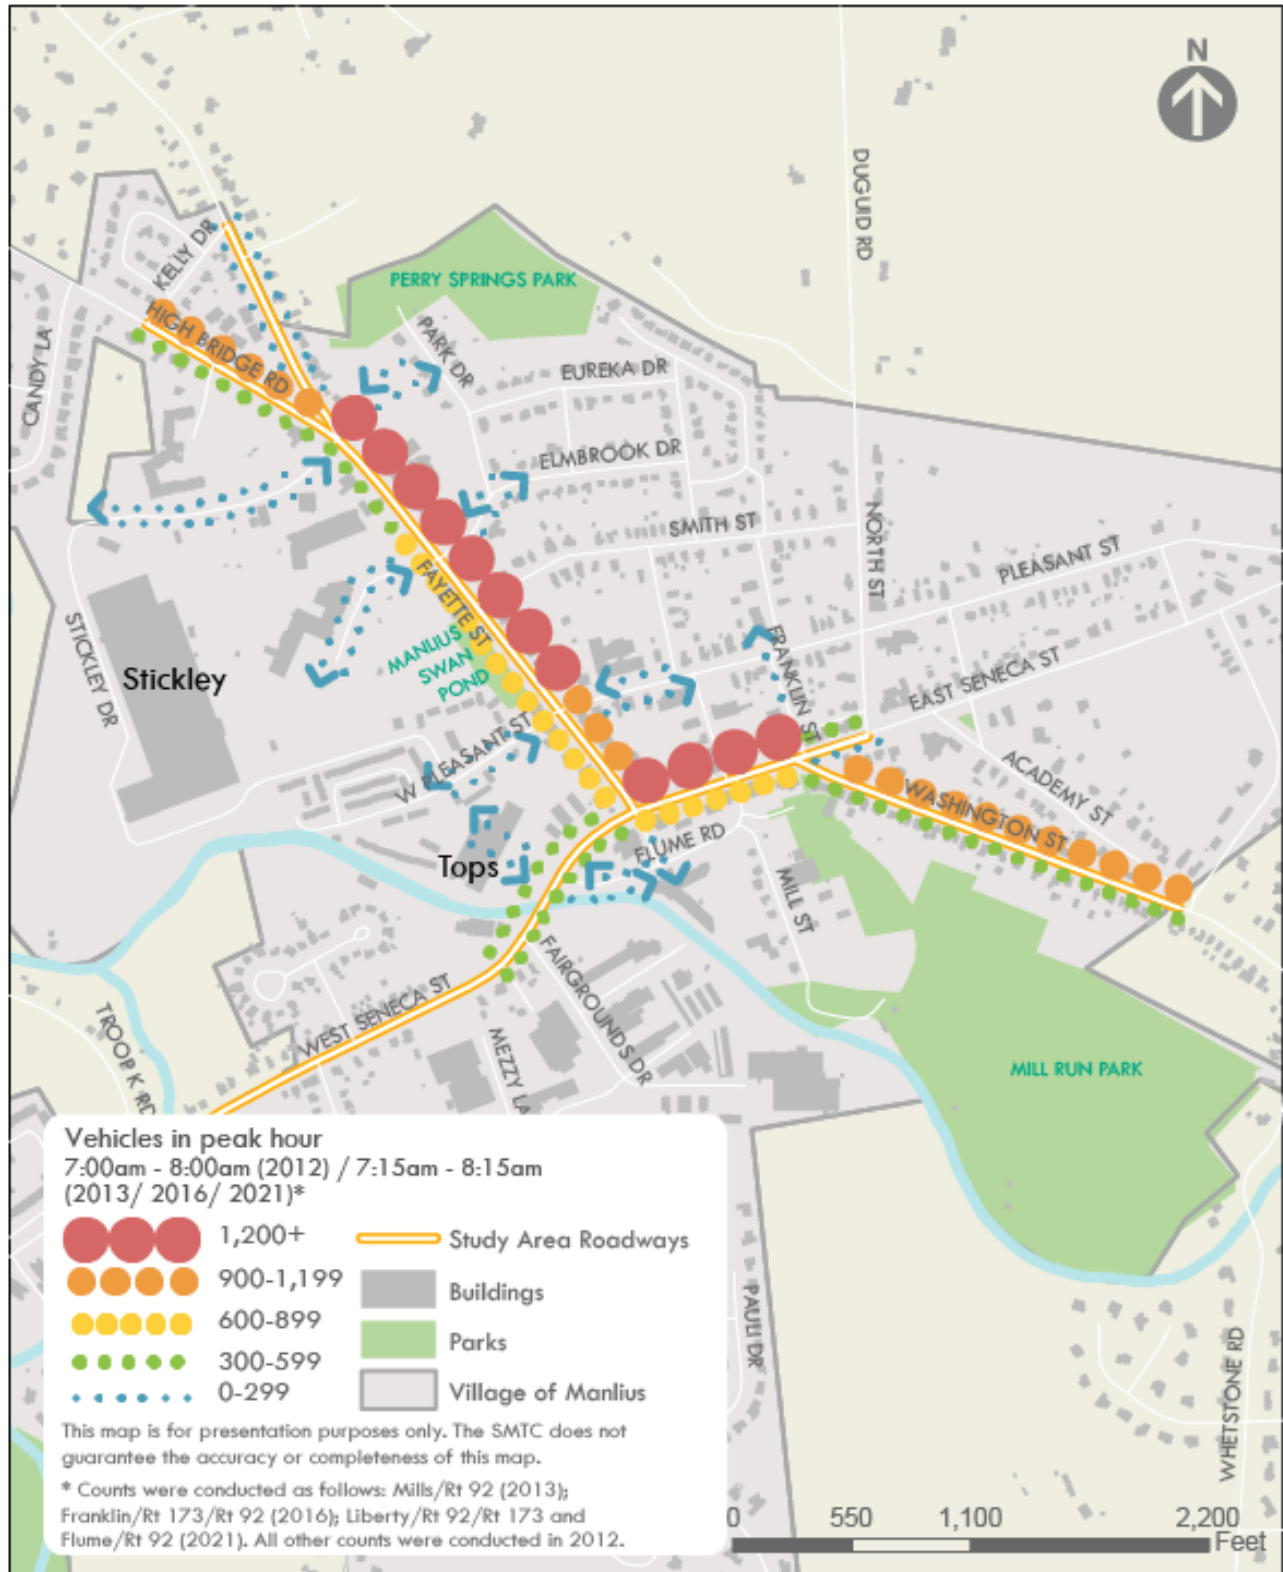 N
DUGUID RD
KELLY DR
PERRY SPRINGS PARK
HIGH BRIDGE RD
PARK DR
CANDY LA
EUREKA DR
ELMBROOK DR
SMITH ST
NORTH ST
PLEASANT ST
FAYETTE ST
MANLIUS
SWAN
POND
STICKLEY DR
Stickley
FRANKLIN ST
EAST SENECA ST
W PLEASANT ST
ACADEMY ST
WASHINGTON ST
FLUME RD
Tops
MILL ST
FAIRGROUNDS DR
WEST SENECA ST
TROOP K RD
MEZZY LA
MILL RUN PARK
Vehicles in peak hour
7:00am - 8:00am (2012) / 7:15am - 8:15am
(2013/ 2016/ 2021)*
1,200+
Study Area Roadways
900-1,199
Buildings
600-899
300-599
Parks
0-299
Village of Manlius
This map is for presentation purposes only. The SMTC does not
guarantee the accuracy or completeness of this map.
* Counts were conducted as follows: Mills/Rt 92 (2013);
Franklin/Rt 173/Rt 92 (2016); Liberty/Rt 92/Rt 173 and
Flume/Rt 92 (2021). All other counts were conducted in 2012.
PAULI DR
WHETSTONE RD
0 550 1,100 2,200
Feet